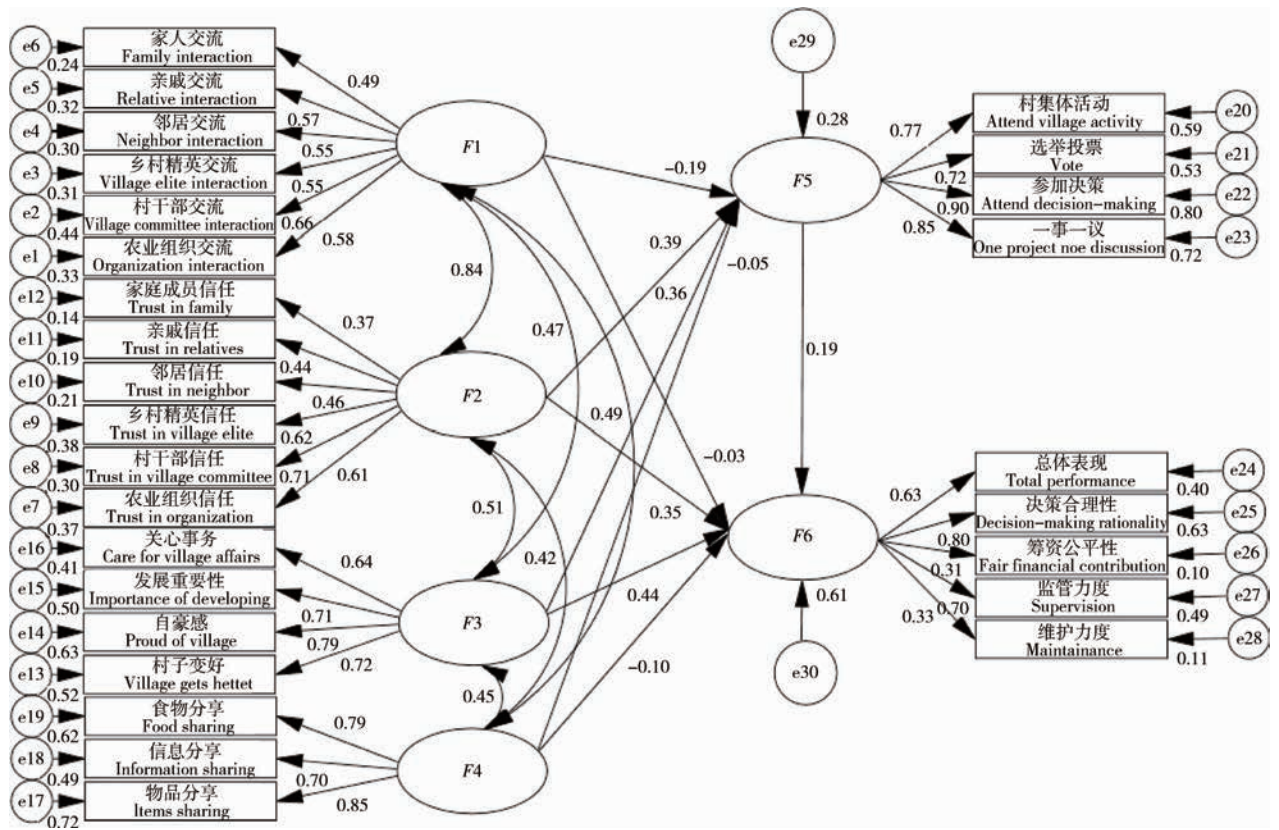 e6
家人交流
Family interaction
0.24
e5
亲戚交流
Relative interaction
0.32
e4
邻居交流
Neighbor interaction
0.30
e3
乡村精英交流
Village elite interaction
0.31
e2
村干部交流
Village committee interaction
0.44
e1
农业组织交流
Organization interaction
0.33
e12
家庭成员信任
Trust in family
0.14
e11
亲戚信任
Trust in relatives
0.19
e10
邻居信任
Trust in neighbor
0.21
e9
乡村精英信任
Trust in village elite
0.38
e8
村干部信任
Trust in village committee
0.30
e7
农业组织信任
Trust in organization
0.37
e16
关心事务
Care for village affairs
0.41
e15
发展重要性
Importance of developing
0.50
e14
自豪感
Proud of village
0.63
e13
村子变好
Village gets hettet
0.52
e19
食物分享
Food sharing
0.62
e18
信息分享
Information sharing
0.49
e17
物品分享
Items sharing
0.72
0.49
0.57
0.55
0.55
0.66
0.58
F1
0.37
0.44
0.46
0.62
0.71
0.61
F2
0.64
0.71
0.79
0.72
F3
0.79
0.70
0.85
F4
0.84
0.47
0.49
0.51
0.42
0.45
-0.19
0.39
0.36
-0.05
-0.03
0.35
0.44
-0.10
e29
0.28
F5
0.19
F6
0.61
e30
0.77
0.72
0.90
0.85
村集体活动
Attend village activity
e20
0.59
选举投票
Vote
e21
0.53
参加决策
Attend decision-making
e22
0.80
一事一议
One project noe discussion
e23
0.72
0.63
0.80
0.31
0.70
0.33
总体表现
Total performance
e24
0.40
决策合理性
Decision-making rationality
e25
0.63
筹资公平性
Fair financial contribution
e26
0.10
监管力度
Supervision
e27
0.49
维护力度
Maintainance
e28
0.11